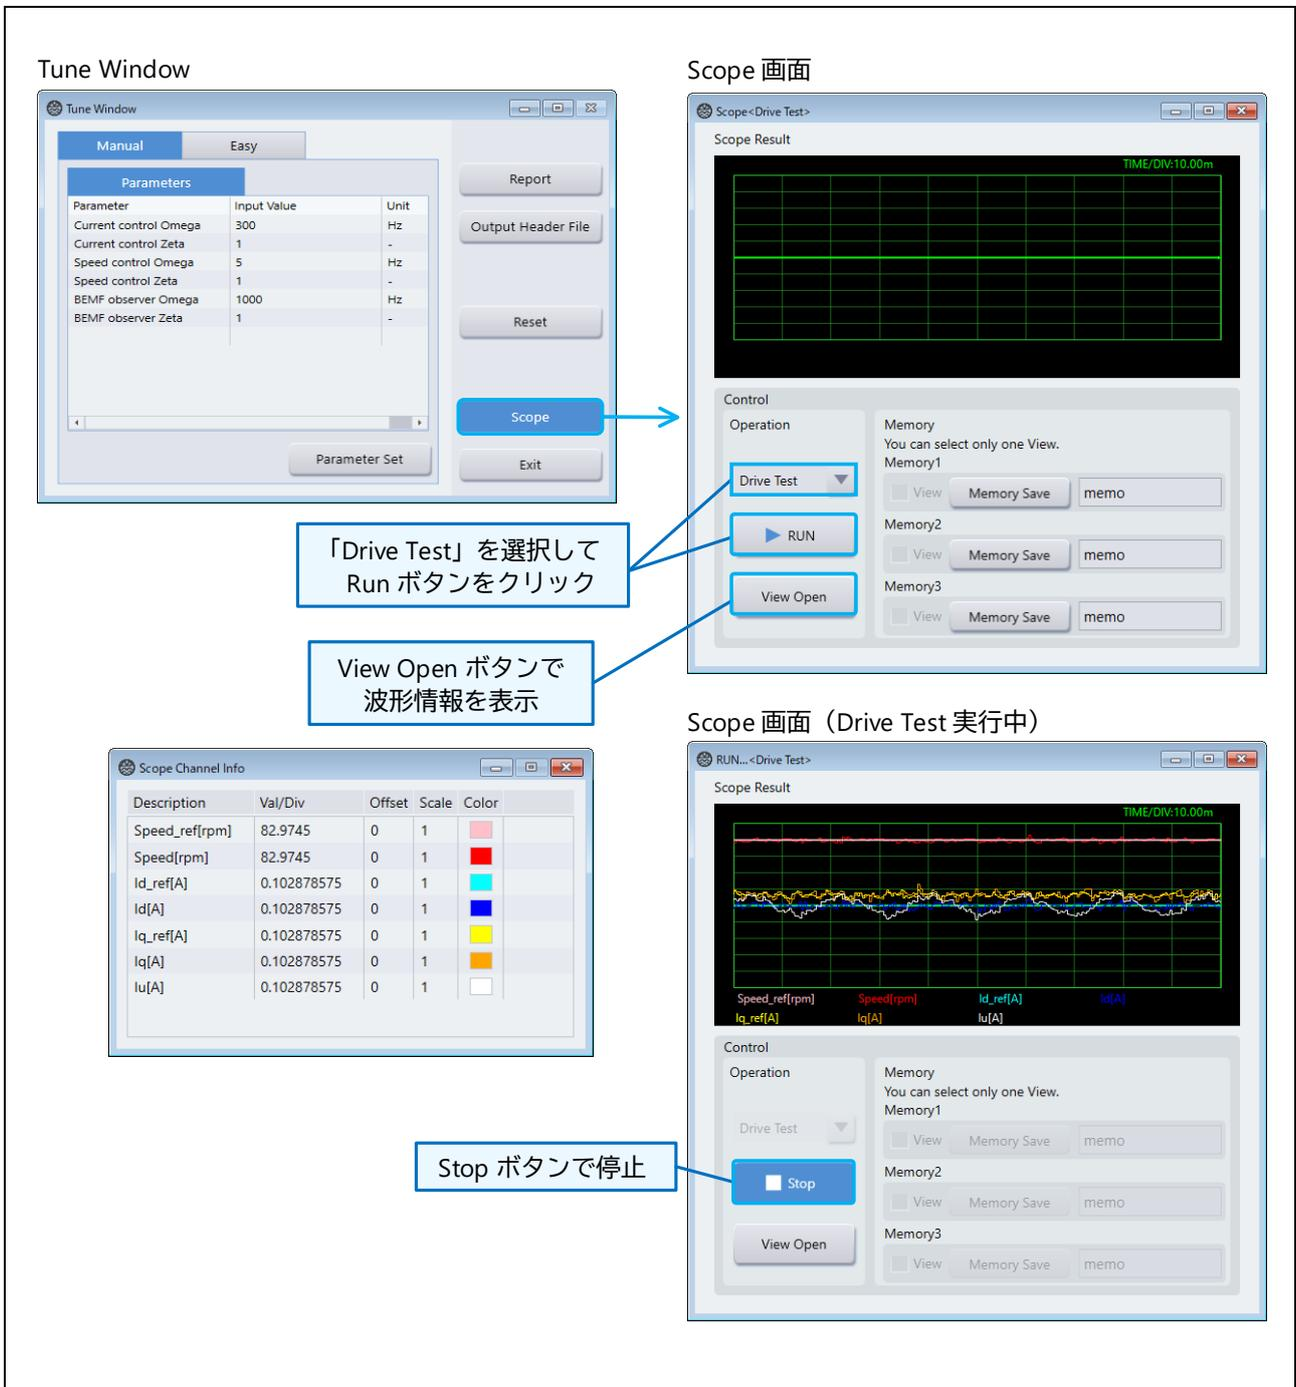 Tune Window
Tune Window
Manual Easy
Parameters
Parameter Input Value Unit
Current control Omega 300 Hz
Current control Zeta 1 -
Speed control Omega 5 Hz
Speed control Zeta 1 -
BEMF observer Omega 1000 Hz
BEMF observer Zeta 1 -
Parameter Set
Report
Output Header File
Reset
Scope
Exit
Scope 画面
Scope<Drive Test>
Scope Result
TIME/DIV:10.00m
Control
Operation
Drive Test
RUN
View Open
Memory
You can select only one View.
Memory1
View Memory Save memo
Memory2
View Memory Save memo
Memory3
View Memory Save memo
「Drive Test」を選択して
Run ボタンをクリック
View Open ボタンで
波形情報を表示
Scope Channel Info
Description Val/Div Offset Scale Color
Speed_ref[rpm] 82.9745 0 1
Speed[rpm] 82.9745 0 1
Id_ref[A] 0.102878575 0 1
Id[A] 0.102878575 0 1
Iq_ref[A] 0.102878575 0 1
Iq[A] 0.102878575 0 1
Iu[A] 0.102878575 0 1
Scope 画面（Drive Test 実行中）
RUN...<Drive Test>
Scope Result
TIME/DIV:10.00m
Speed_ref[rpm] Speed[rpm] Id_ref[A] Id[A]
Iq_ref[A] Iq[A] Iu[A]
Control
Operation
Drive Test
Stop
View Open
Memory
You can select only one View.
Memory1
View Memory Save memo
Memory2
View Memory Save memo
Memory3
View Memory Save memo
Stop ボタンで停止